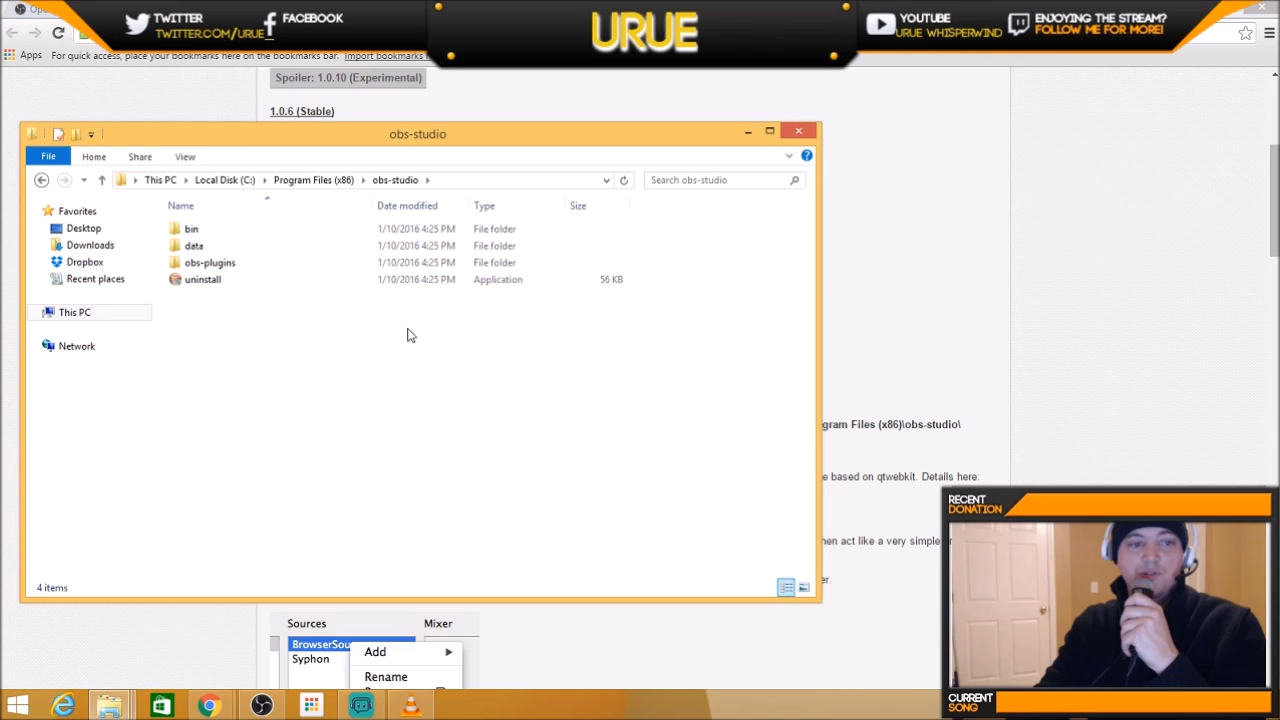 TWITTER
TWITTER.COM/URUE_
FACEBOOK
URUE
YOUTUBE
URUE WHISPERWIND
ENJOYING THE STREAM?
FOLLOW ME FOR MORE!
Apps
For quick access, place your bookmarks here on the bookmarks bar. Import bookmarks
Spoiler: 1.0.10 (Experimental)
1.0.6 (Stable)
obs-studio
File
Home
Share
View
This PC
Local Disk (C:)
Program Files (x86)
obs-studio
Search obs-studio
Name
Date modified
Type
Size
Favorites
Desktop
Downloads
Dropbox
Recent places
This PC
Network
bin
1/10/2016 4:25 PM
File folder
data
1/10/2016 4:25 PM
File folder
obs-plugins
1/10/2016 4:25 PM
File folder
uninstall
1/10/2016 4:25 PM
Application
56 KB
gram Files (x86)\obs-studio\
e based on qtwebkit. Details here:
hen act like a very simple
er.
4 items
RECENT
DONATION
Sources
Mixer
BrowserSou
Syphon
Add
Rename
CURRENT
SONG